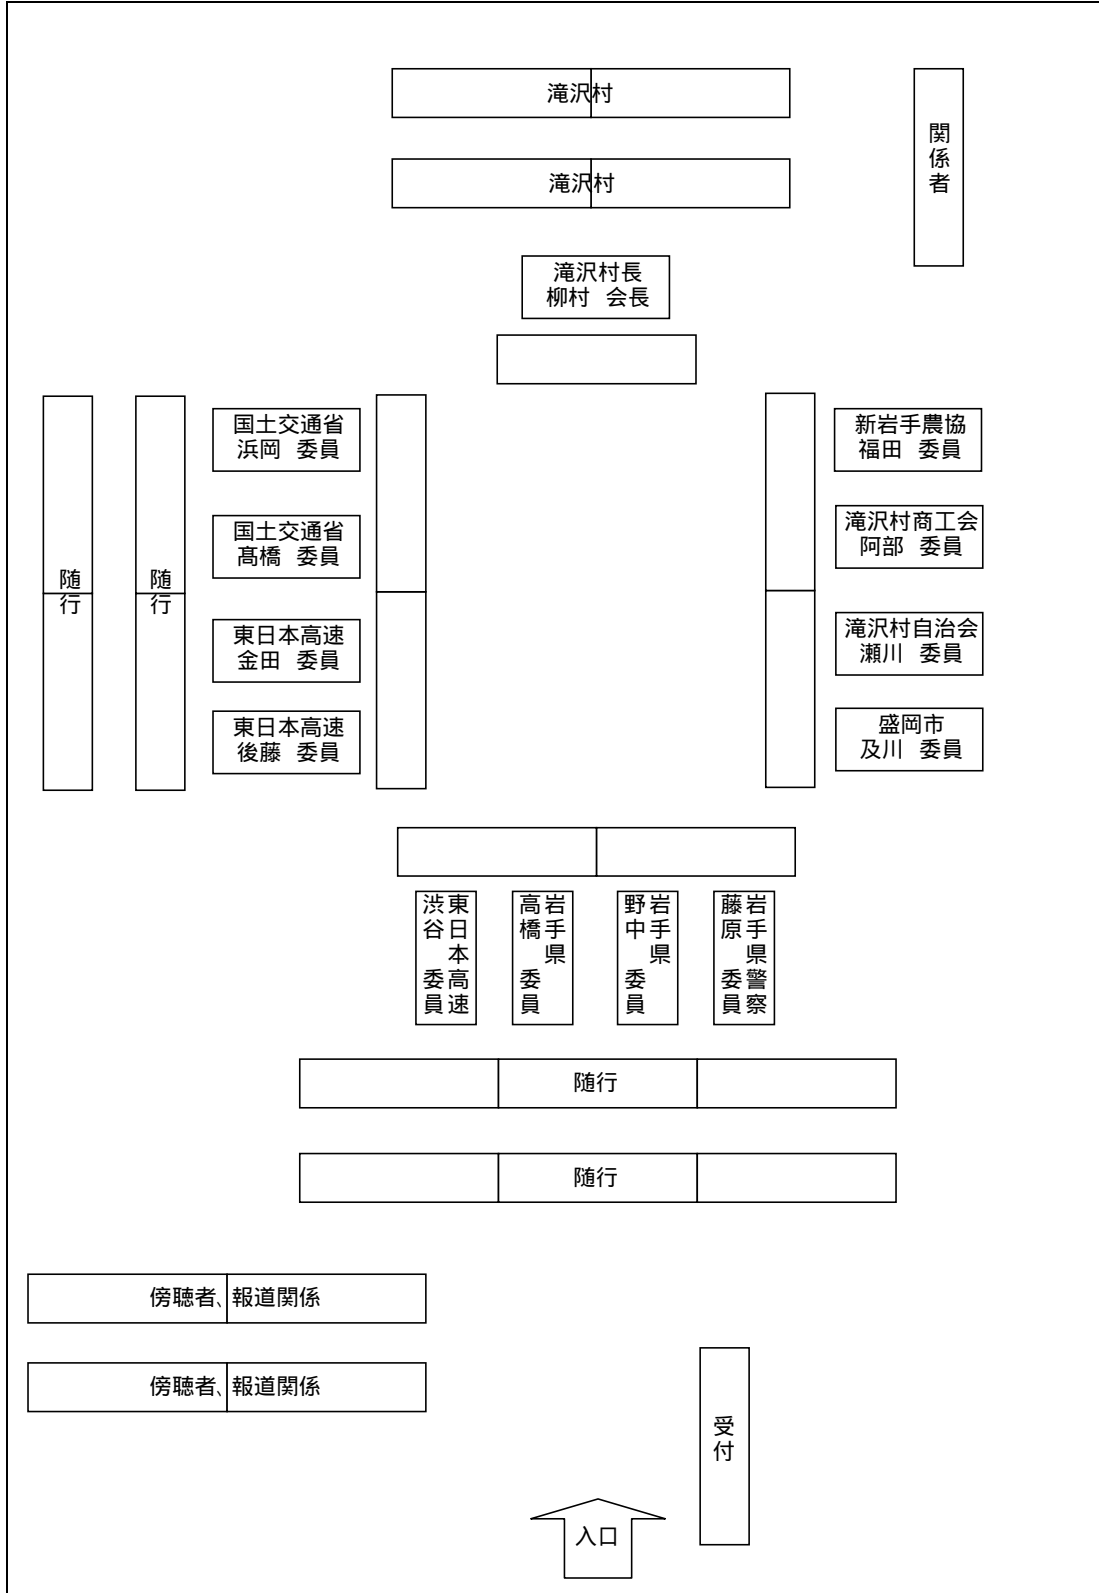 滝沢村
滝沢村
関係者
滝沢村長
柳村 会長
随行
随行
国土交通省
浜岡 委員
国土交通省
髙橋 委員
東日本高速
金田 委員
東日本高速
後藤 委員
新岩手農協
福田 委員
滝沢村商工会
阿部 委員
滝沢村自治会
瀬川 委員
盛岡市
及川 委員
東日本高速
渋谷 委員
岩手県
高橋 委員
岩手県
野中 委員
岩手県警察
藤原 委員
随行
随行
傍聴者、報道関係
傍聴者、報道関係
受付
入口